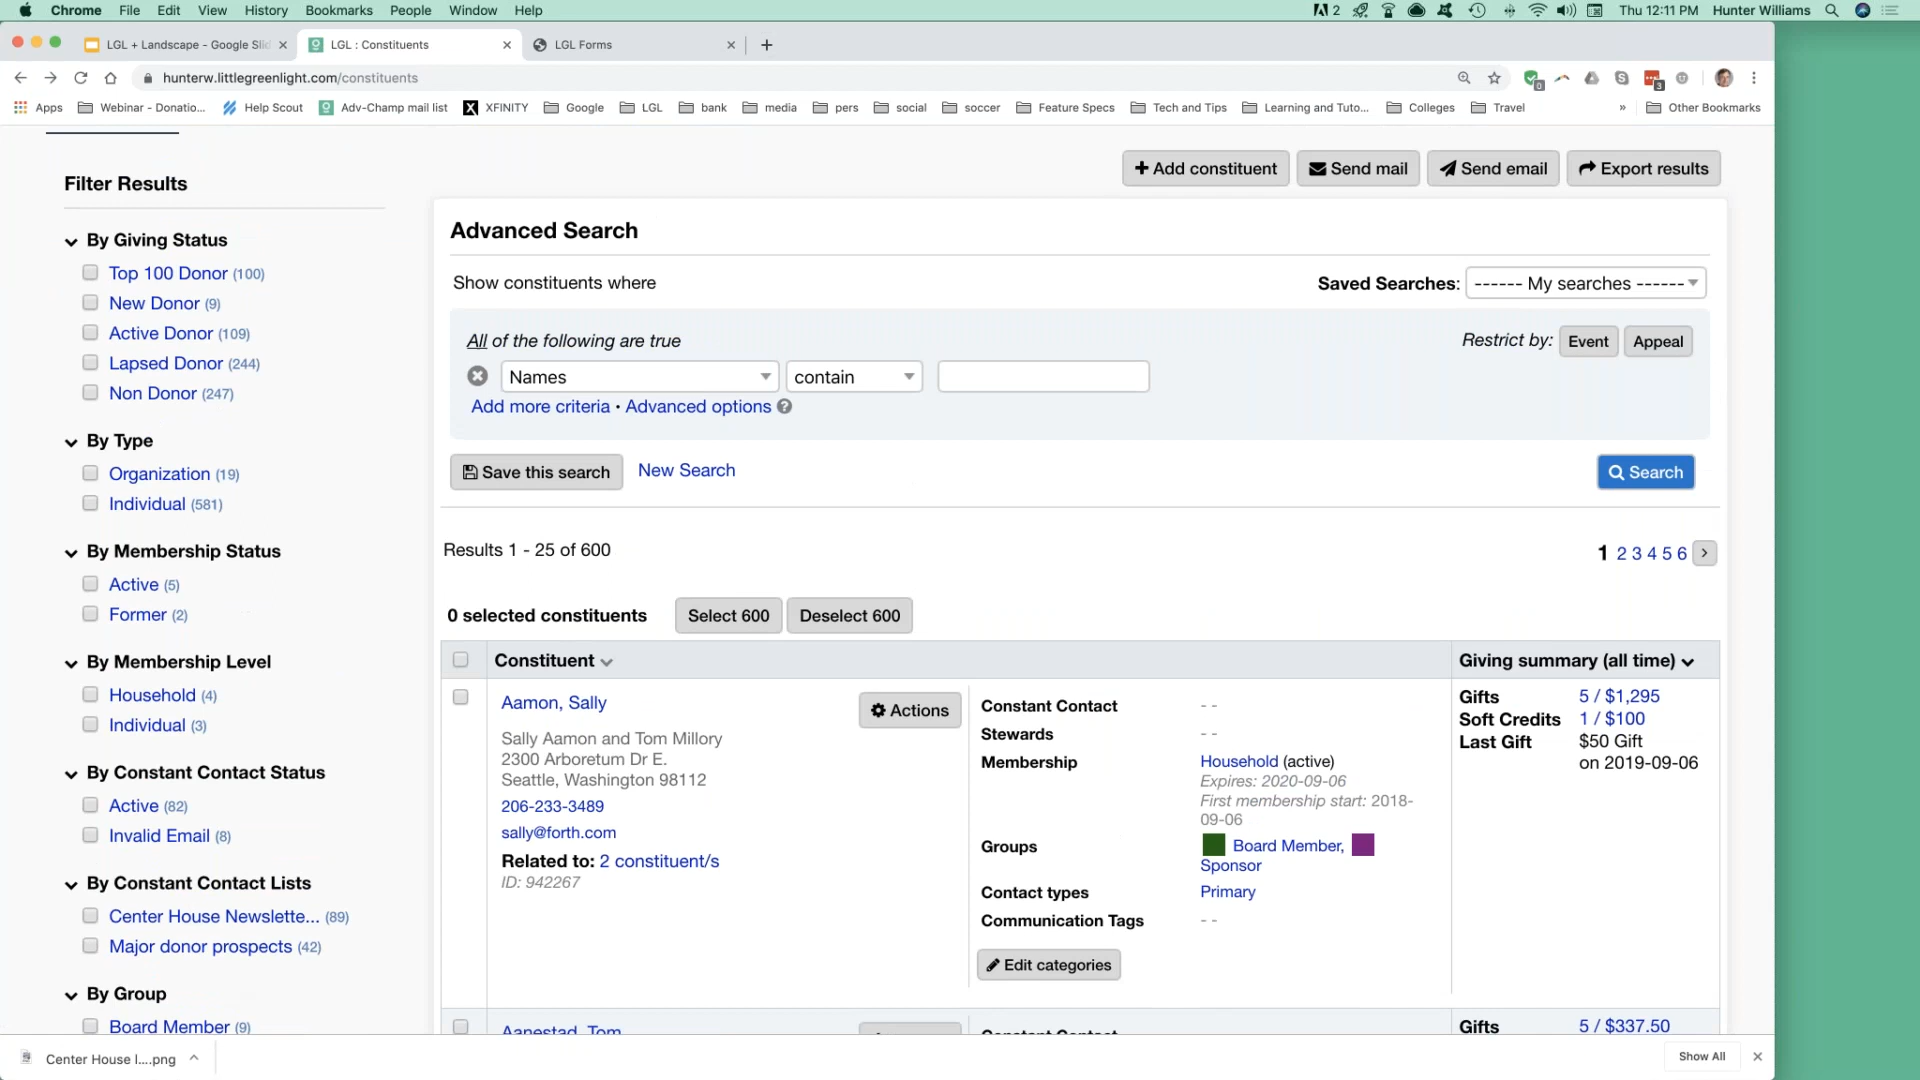 Chrome File Edit View History Bookmarks People Window Help
2 Thu 12:11 PM Hunter Williams
LGL + Landscape - Google Slid
LGL : Constituents
LGL Forms
hunterw.littlegreenlight.com/constituents
Apps Webinar - Donatio... Help Scout Adv-Champ mail list XFINITY Google LGL bank media pers social soccer Feature Specs Tech and Tips Learning and Tuto... Colleges Travel » Other Bookmarks
Add constituent Send mail Send email Export results
Filter Results
By Giving Status
Top 100 Donor (100)
New Donor (9)
Active Donor (109)
Lapsed Donor (244)
Non Donor (247)
By Type
Organization (19)
Individual (581)
By Membership Status
Active (5)
Former (2)
By Membership Level
Household (4)
Individual (3)
By Constant Contact Status
Active (82)
Invalid Email (8)
By Constant Contact Lists
Center House Newslette... (89)
Major donor prospects (42)
By Group
Board Member (9)
Advanced Search
Show constituents where
Saved Searches: ------ My searches ------
All of the following are true
Restrict by: Event Appeal
Names contain
Add more criteria • Advanced options ?
Save this search New Search
Search
Results 1 - 25 of 600
1 2 3 4 5 6 >
0 selected constituents Select 600 Deselect 600
Constituent
Giving summary (all time)
Aamon, Sally
Actions
Sally Aamon and Tom Millory
2300 Arboretum Dr E.
Seattle, Washington 98112
206-233-3489
sally@forth.com
Related to: 2 constituent/s
ID: 942267
Constant Contact - -
Stewards - -
Membership Household (active)
Expires: 2020-09-06
First membership start: 2018-
09-06
Groups Board Member,
Sponsor
Contact types Primary
Communication Tags - -
Edit categories
Gifts 5 / $1,295
Soft Credits 1 / $100
Last Gift $50 Gift
on 2019-09-06
Aanestad, Tom
Constant Contact
Gifts 5 / $337.50
Center House l....png
Show All